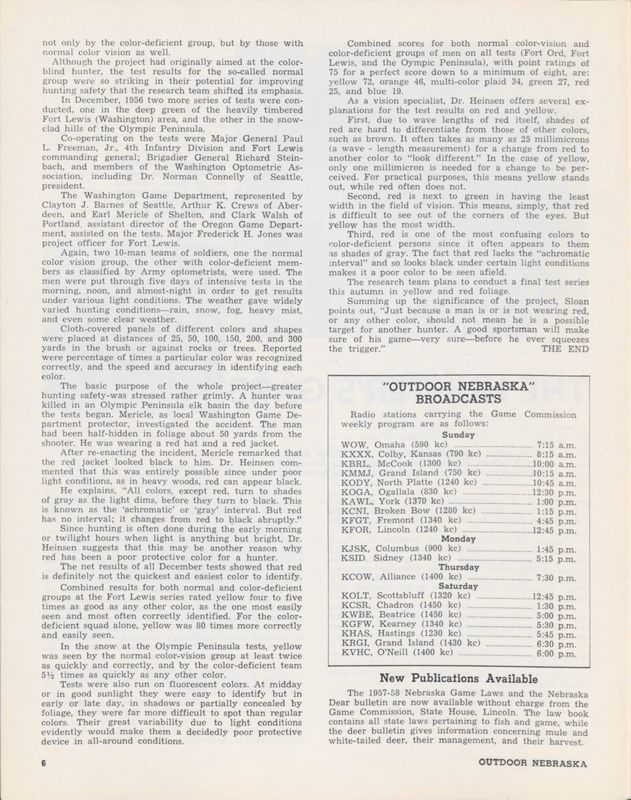 not only by the color-deficient group, but by those with
normal color vision as well.
Although the project had originally aimed at the color-
blind hunter, the test results for the so-called normal
group were so striking in their potential for improving
hunting safety that the research team shifted its emphasis.
In December, 1956 two more series of tests were con-
ducted, one in the deep green of the heavily timbered
Fort Lewis (Washington) area, and the other in the snow-
clad hills of the Olympic Peninsula.
Co-operating on the tests were Major General Paul
L. Freeman, Jr., 4th Infantry Division and Fort Lewis
commanding general; Brigadier General Richard Stein-
bach, and members of the Washington Optometric As-
sociation, including Dr. Norman Connelly of Seattle,
president.
The Washington Game Department, represented by
Clayton J. Barnes of Seattle, Arthur K. Crews of Aber-
deen, and Earl Mericle of Shelton, and Clark Walsh of
Portland, assistant director of the Oregon Game Depart-
ment, assisted on the tests. Major Frederick H. Jones was
project officer for Fort Lewis.
Again, two 10-man teams of soldiers, one the normal
color vision group, the other with color-deficient mem-
bers as classified by Army optometrists, were used. The
men were put through five days of intensive tests in the
morning, noon, and almost-night in order to get results
under various light conditions. The weather gave widely
varied hunting conditions—rain, snow, fog, heavy mist,
and even some clear weather.
Cloth-covered panels of different colors and shapes
were placed at distances of 25, 50, 100, 150, 200, and 300
yards in the brush or against rocks or trees. Reported
were percentage of times a particular color was recognized
correctly, and the speed and accuracy in identifying each
color.
The basic purpose of the whole project—greater
hunting safety-was stressed rather grimly. A hunter was
killed in an Olympic Peninsula elk basin the day before
the tests began. Mericle, as local Washington Game De-
partment protector, investigated the accident. The man
had been half-hidden in foliage about 50 yards from the
shooter. He was wearing a red hat and a red jacket.
After re-enacting the incident, Mericle remarked that
the red jacket looked black to him. Dr. Heinsen com-
mented that this was entirely possible since under poor
light conditions, as in heavy woods, red can appear black.
He explains, "All colors, except red, turn to shades
of gray as the light dims, before they turn to black. This
is known as the 'achromatic' or 'gray' interval. But red
has no interval; it changes from red to black abruptly."
Since hunting is often done during the early morning
or twilight hours when light is anything but bright, Dr.
Heinsen suggests that this may be another reason why
red has been a poor protective color for a hunter.
The net results of all December tests showed that red
is definitely not the quickest and easiest color to identify.
Combined results for both normal and color-deficient
groups at the Fort Lewis series rated yellow four to five
times as good as any other color, as the one most easily
seen and most often correctly identified. For the color-
deficient squad alone, yellow was 80 times more correctly
and easily seen.
In the snow at the Olympic Peninsula tests, yellow
was seen by the normal color-vision group at least twice
as quickly and correctly, and by the color-deficient team
5½ times as quickly as any other color.
Tests were also run on fluorescent colors. At midday
or in good sunlight they were easy to identify but in
early or late day, in shadows or partially concealed by
foliage, they were far more difficult to spot than regular
colors. Their great variability due to light conditions
evidently would make them a decidedly poor protective
device in all-around conditions.
Combined scores for both normal color-vision and
color-deficient groups of men on all tests (Fort Ord, Fort
Lewis, and the Oympic Peninsula), with point ratings of
75 for a perfect score down to a minimum of eight, are:
yellow 72, orange 46, multi-color plaid 34, green 27, red
25, and blue 19.
As a vision specialist, Dr. Heinsen offers several ex-
planations for the test results on red and yellow.
First, due to wave lengths of red itself, shades of
red are hard to differentiate from those of other colors,
such as brown. It often takes as many as 25 millimicrons
(a wave - length measurement) for a change from red to
another color to "look different." In the case of yellow,
only one millimicron is needed for a change to be per-
ceived. For practical purposes, this means yellow stands
out, while red often does not.
Second, red is next to green in having the least
width in the field of vision. This means, simply, that red
is difficult to see out of the corners of the eyes. But
yellow has the most width.
Third, red is one of the most confusing colors to
color-deficient persons since it often appears to them
as shades of gray. The fact that red lacks the "achromatic
interval" and so looks black under certain light conditions
makes it a poor color to be seen afield.
The research team plans to conduct a final test series
this autumn in yellow and red foliage.
Summing up the significance of the project, Sloan
points out, "Just because a man is or is not wearing red,
or any other color, should not mean he is a possible
target for another hunter. A good sportsman will make
sure of his game—very sure—before he ever squeezes
the trigger." THE END
"OUTDOOR NEBRASKA"
BROADCASTS
Radio stations carrying the Game Commission
weekly program are as follows:
Sunday
WOW, Omaha (590 kc) ........ 7:15 a.m.
KXXX, Colby, Kansas (790 kc) ........ 8:15 a.m.
KBRL, McCook (1300 kc) ........ 10:00 a.m.
KMMJ, Grand Island (750 kc) ........ 10:15 a.m.
KODY, North Platte (1240 kc) ........ 10:45 a.m.
KOGA, Ogallala (830 kc) ........ 12:30 p.m.
KAWL, York (1370 kc) ........ 1:00 p.m.
KCNI, Broken Bow (1280 kc) ........ 1:15 p.m.
KFGT, Fremont (1340 kc) ........ 4:45 p.m.
KFOR, Lincoln (1240 kc) ........ 12:45 p.m.
Monday
KJSK, Columbus (900 kc) ........ 1:45 p.m.
KSID, Sidney (1340 kc) ........ 5:15 p.m.
Thursday
KCOW, Alliance (1400 kc) ........ 7:30 p.m.
Saturday
KOLT, Scottsbluff (1320 kc) ........ 12:45 p.m.
KCSR, Chadron (1450 kc) ........ 1:30 p.m.
KWBE, Beatrice (1450 kc) ........ 5:00 p.m.
KGFW, Kearney (1340 kc) ........ 5:30 p.m.
KHAS, Hastings (1230 kc) ........ 5:45 p.m.
KRGI, Grand Island (1430 kc) ........ 6:30 p.m.
KVHC, O'Neill (1400 kc) ........ 6:00 p.m.
New Publications Available
The 1957-58 Nebraska Game Laws and the Nebraska
Deer bulletin are now available without charge from the
Game Commission, State House, Lincoln. The law book
contains all state laws pertaining to fish and game, while
the deer bulletin gives information concerning mule and
white-tailed deer, their management, and their harvest.
6
OUTDOOR NEBRASKA